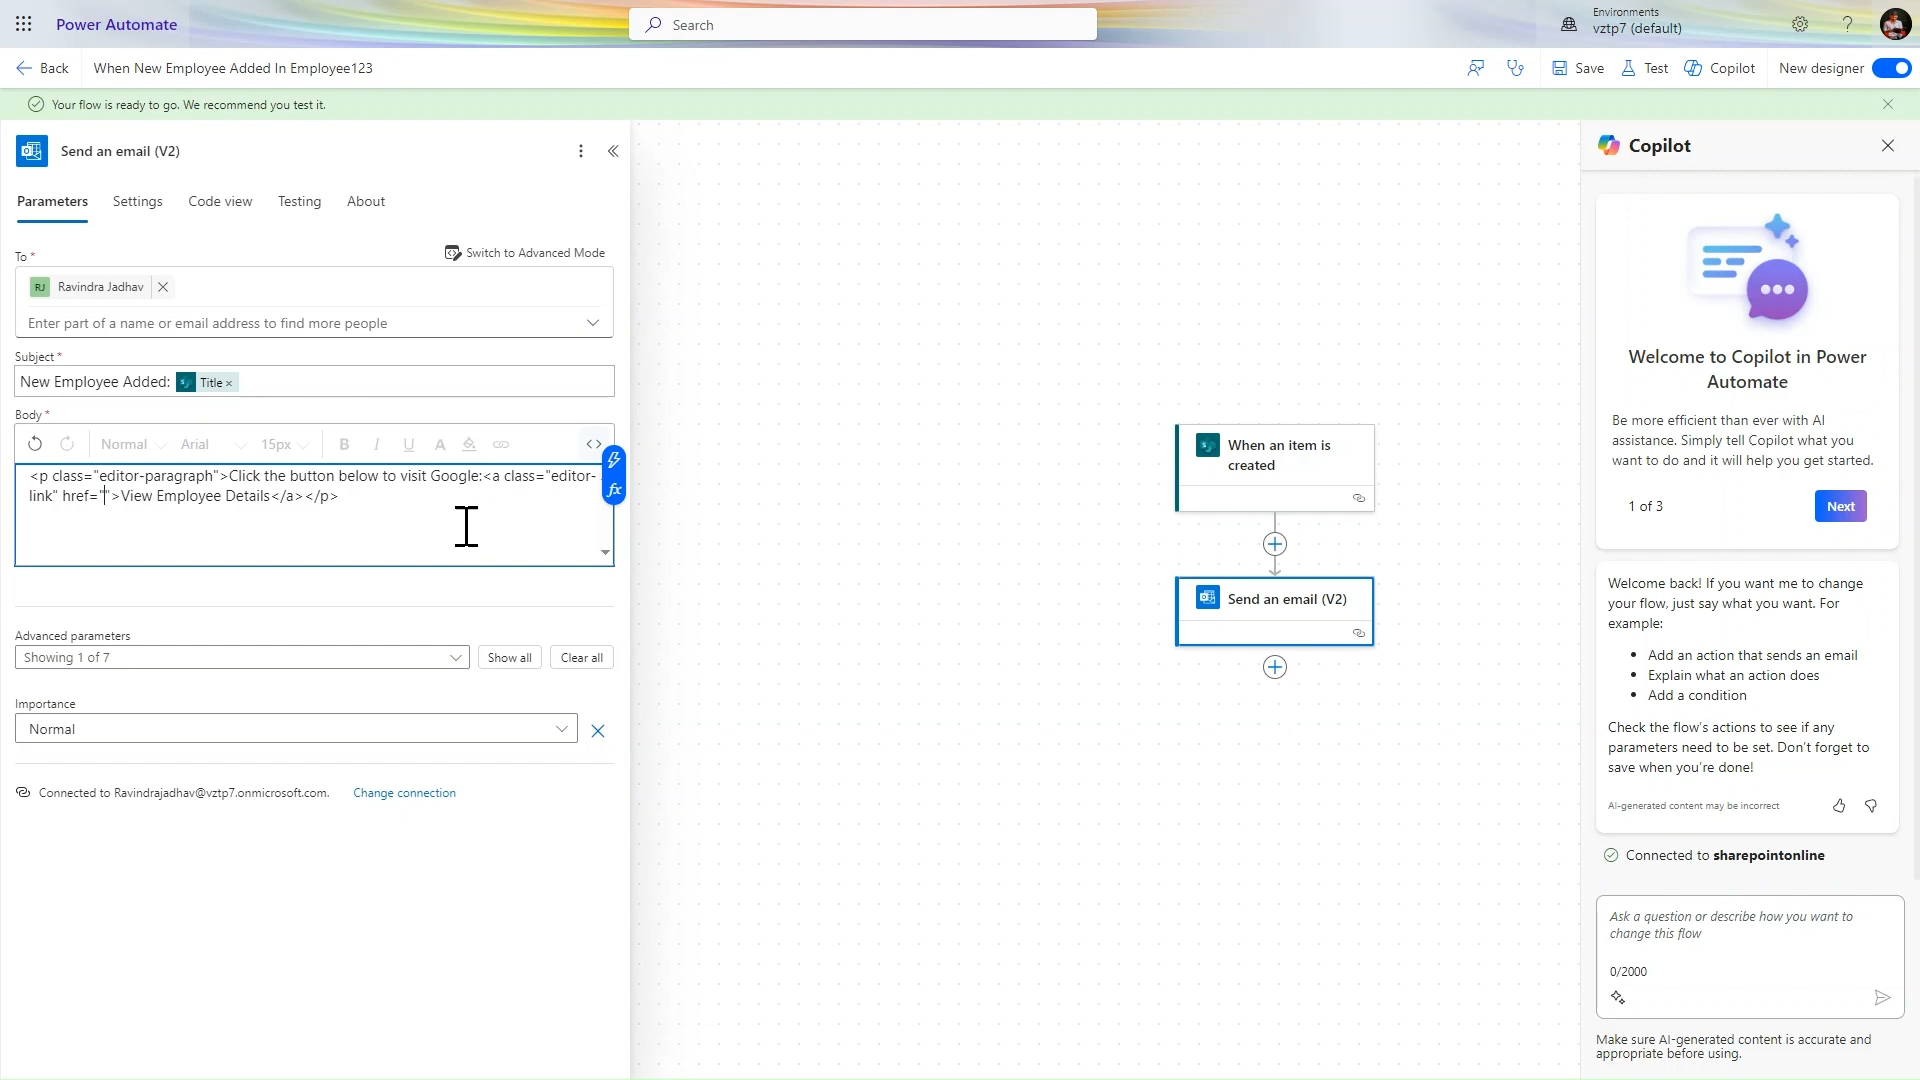 Power Automate
Search
Environments
vztp7 (default)
Back
When New Employee Added In Employee123
Save
Test
Copilot
New designer
Your flow is ready to go. We recommend you test it.
Send an email (V2)
Parameters
Settings
Code view
Testing
About
To *
Switch to Advanced Mode
RJ
Ravindra Jadhav
Enter part of a name or email address to find more people
Subject *
New Employee Added: Title
Body *
Normal
Arial
15px
<p class="editor-paragraph">Click the button below to visit Google:<a class="editor-
link" href="">View Employee Details</a></p>
fx
Advanced parameters
Showing 1 of 7
Show all
Clear all
Importance
Normal
Connected to Ravindrajadhav@vztp7.onmicrosoft.com.
Change connection
When an item is
created
Send an email (V2)
Copilot
Welcome to Copilot in Power
Automate
Be more efficient than ever with AI
assistance. Simply tell Copilot what you
want to do and it will help you get started.
1 of 3
Next
Welcome back! If you want me to change
your flow, just say what you want. For
example:
• Add an action that sends an email
• Explain what an action does
• Add a condition
Check the flow's actions to see if any
parameters need to be set. Don't forget to
save when you're done!
AI-generated content may be incorrect
Connected to sharepointonline
Ask a question or describe how you want to
change this flow
0/2000
Make sure AI-generated content is accurate and
appropriate before using.